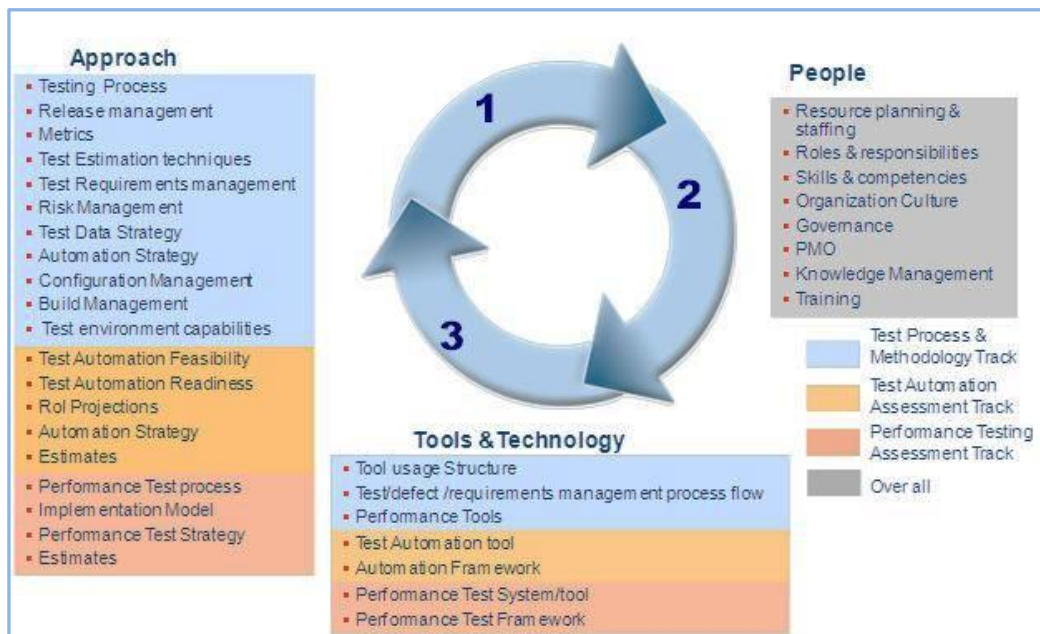 Approach
Testing Process
Release management
Metrics
Test Estimation techniques
Test Requirements management
Risk Management
Test Data Strategy
Automation Strategy
Configuration Management
Build Management
Test environment capabilities
Test Automation Feasibility
Test Automation Readiness
RoI Projections
Automation Strategy
Estimates
Performance Test process
Implementation Model
Performance Test Strategy
Estimates
1
2
3
People
Resource planning &
staffing
Roles & responsibilities
Skills & competencies
Organization Culture
Governance
PMO
Knowledge Management
Training
Test Process &
Methodology Track
Test Automation
Assessment Track
Performance Testing
Assessment Track
Over all
Tools & Technology
Tool usage Structure
Test/defect /requirements management process flow
Performance Tools
Test Automation tool
Automation Framework
Performance Test System/tool
Performance Test Framework